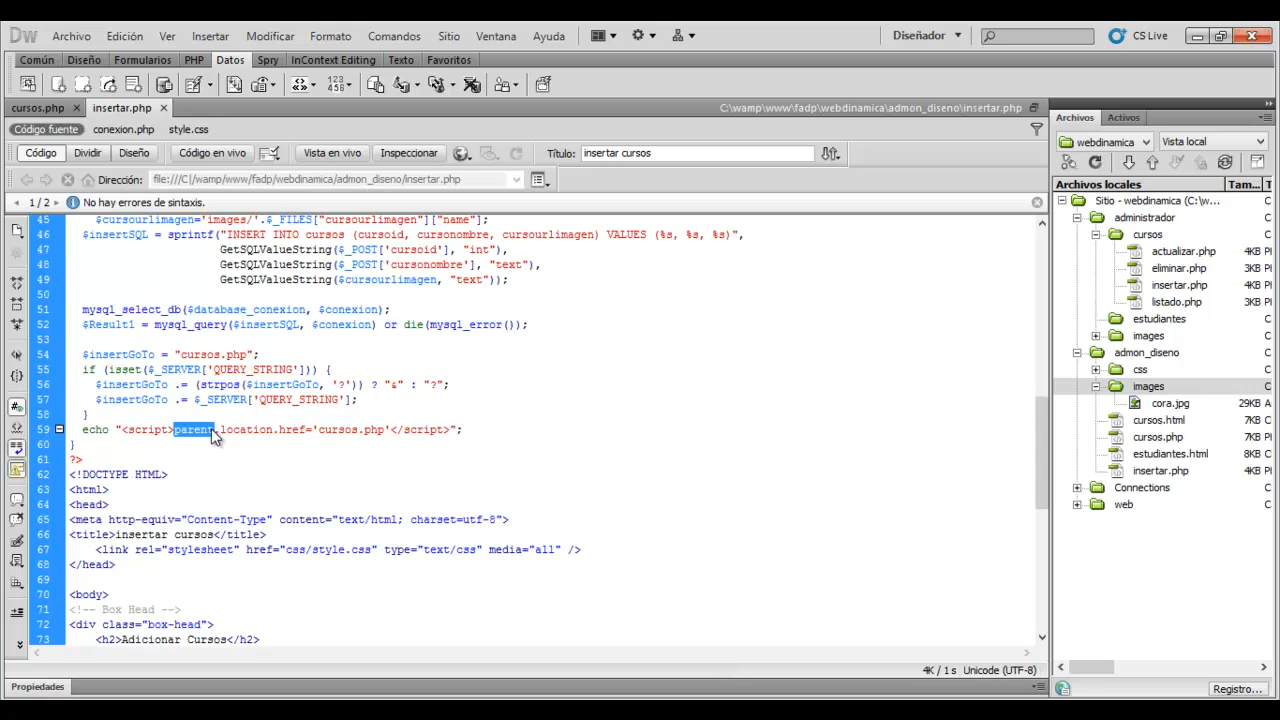 Dw Archivo Edición Ver Insertar Modificar Formato Comandos Sitio Ventana Ayuda Diseñador CS Live
Común Diseño Formularios PHP Datos Spry InContext Editing Texto Favoritos
cursos.php insertar.php C:\wamp\www\fadp\webdinamica\admon_diseno\insertar.php
Código fuente conexion.php style.css
Código Dividir Diseño Código en vivo Vista en vivo Inspeccionar Título: insertar cursos
Dirección: file:///C|/wamp/www/fadp/webdinamica/admon_diseno/insertar.php
1 / 2 No hay errores de sintaxis.
45 $cursourlimagen='images/'.$_FILES["cursourlimagen"]["name"];
46 $insertSQL = sprintf("INSERT INTO cursos (cursoid, cursonombre, cursourlimagen) VALUES (%s, %s, %s)",
47 GetSQLValueString($_POST['cursoid'], "int"),
48 GetSQLValueString($_POST['cursonombre'], "text"),
49 GetSQLValueString($cursourlimagen, "text"));
50
51 mysql_select_db($database_conexion, $conexion);
52 $Result1 = mysql_query($insertSQL, $conexion) or die(mysql_error());
53
54 $insertGoTo = "cursos.php";
55 if (isset($_SERVER['QUERY_STRING'])) {
56 $insertGoTo .= (strpos($insertGoTo, '?')) ? "&" : "?";
57 $insertGoTo .= $_SERVER['QUERY_STRING'];
58 }
59 echo "<script>parent.location.href='cursos.php'</script>";
60 }
61 ?>
62 <!DOCTYPE HTML>
63 <html>
64 <head>
65 <meta http-equiv="Content-Type" content="text/html; charset=utf-8">
66 <title>insertar cursos</title>
67 <link rel="stylesheet" href="css/style.css" type="text/css" media="all" />
68 </head>
69
70 <body>
71 <!-- Box Head -->
72 <div class="box-head">
73 <h2>Adicionar Cursos</h2>
4K / 1 s Unicode (UTF-8)
Propiedades
Archivos Activos
webdinamica Vista local
Archivos locales Tam... T
Sitio - webdinamica (C:\w... C
administrador C
cursos C
actualizar.php 4KB P
eliminar.php 3KB P
insertar.php 4KB P
listado.php 3KB P
estudiantes C
images C
admon_diseno C
css C
images C
cora.jpg 29KB A
cursos.html 8KB C
cursos.php 8KB P
estudiantes.html 8KB C
insertar.php 4KB P
Connections C
web C
Registro...